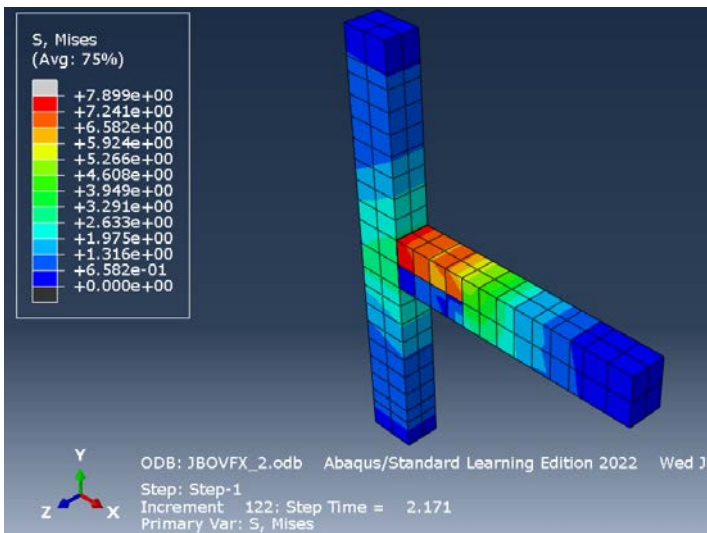 S, Mises
(Avg: 75%)
+7.899e+00
+7.241e+00
+6.582e+00
+5.924e+00
+5.266e+00
+4.608e+00
+3.949e+00
+3.291e+00
+2.633e+00
+1.975e+00
+1.316e+00
+6.582e-01
+0.000e+00
Y
Z X
ODB: JBOVFX_2.odb Abaqus/Standard Learning Edition 2022 Wed J
Step: Step-1
Increment 122: Step Time = 2.171
Primary Var: S, Mises